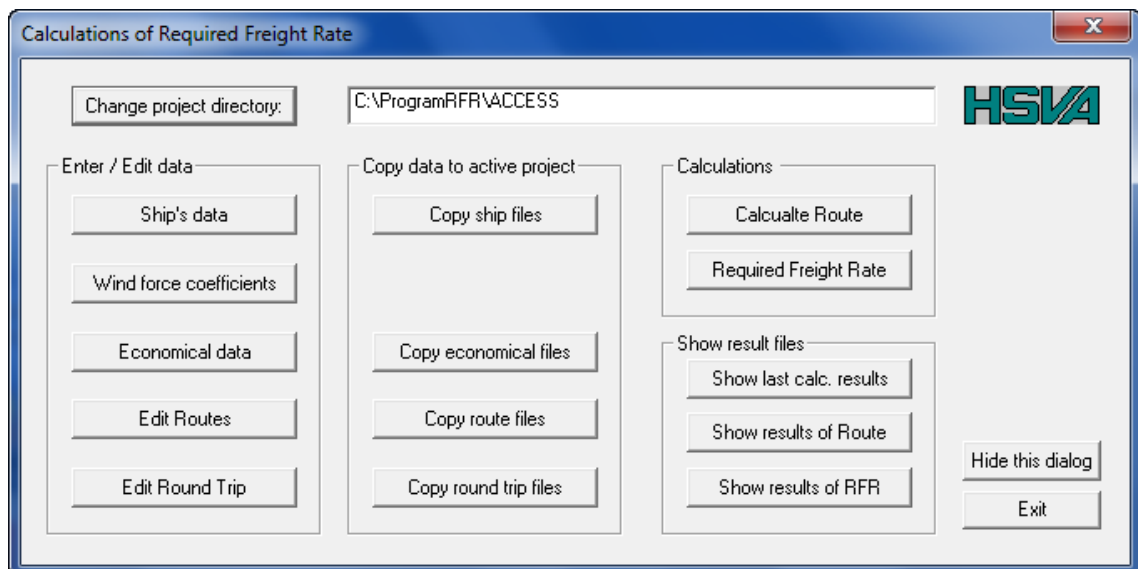 Calculations of Required Freight Rate
x
Change project directory:
C:\ProgramRFR\ACCESS
HSVA
Enter / Edit data
Ship's data
Wind force coefficients
Economical data
Edit Routes
Edit Round Trip
Copy data to active project
Copy ship files
Copy economical files
Copy route files
Copy round trip files
Calculations
Calcualte Route
Required Freight Rate
Show result files
Show last calc. results
Show results of Route
Show results of RFR
Hide this dialog
Exit